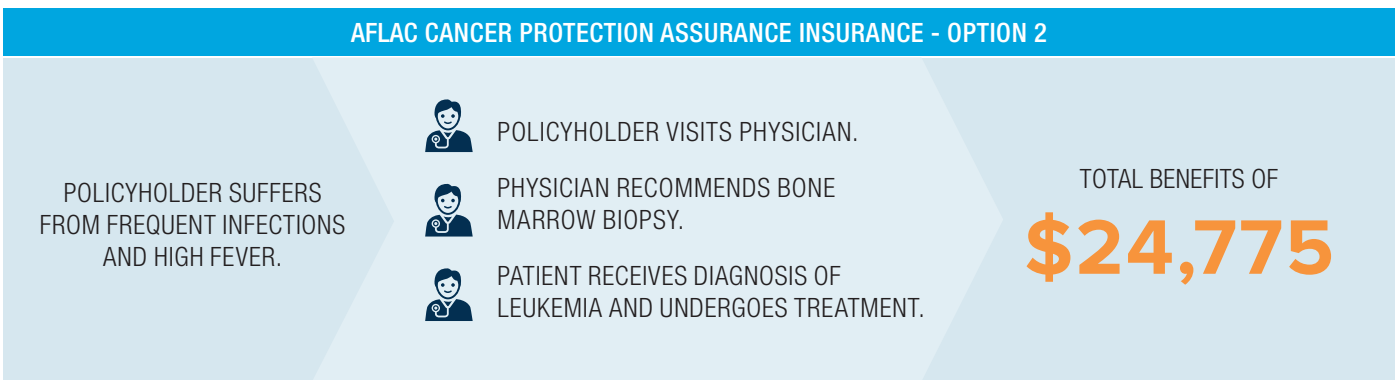 AFLAC CANCER PROTECTION ASSURANCE INSURANCE - OPTION 2
POLICYHOLDER SUFFERS
FROM FREQUENT INFECTIONS
AND HIGH FEVER.
POLICYHOLDER VISITS PHYSICIAN.
PHYSICIAN RECOMMENDS BONE
MARROW BIOPSY.
PATIENT RECEIVES DIAGNOSIS OF
LEUKEMIA AND UNDERGOES TREATMENT.
TOTAL BENEFITS OF
$24,775